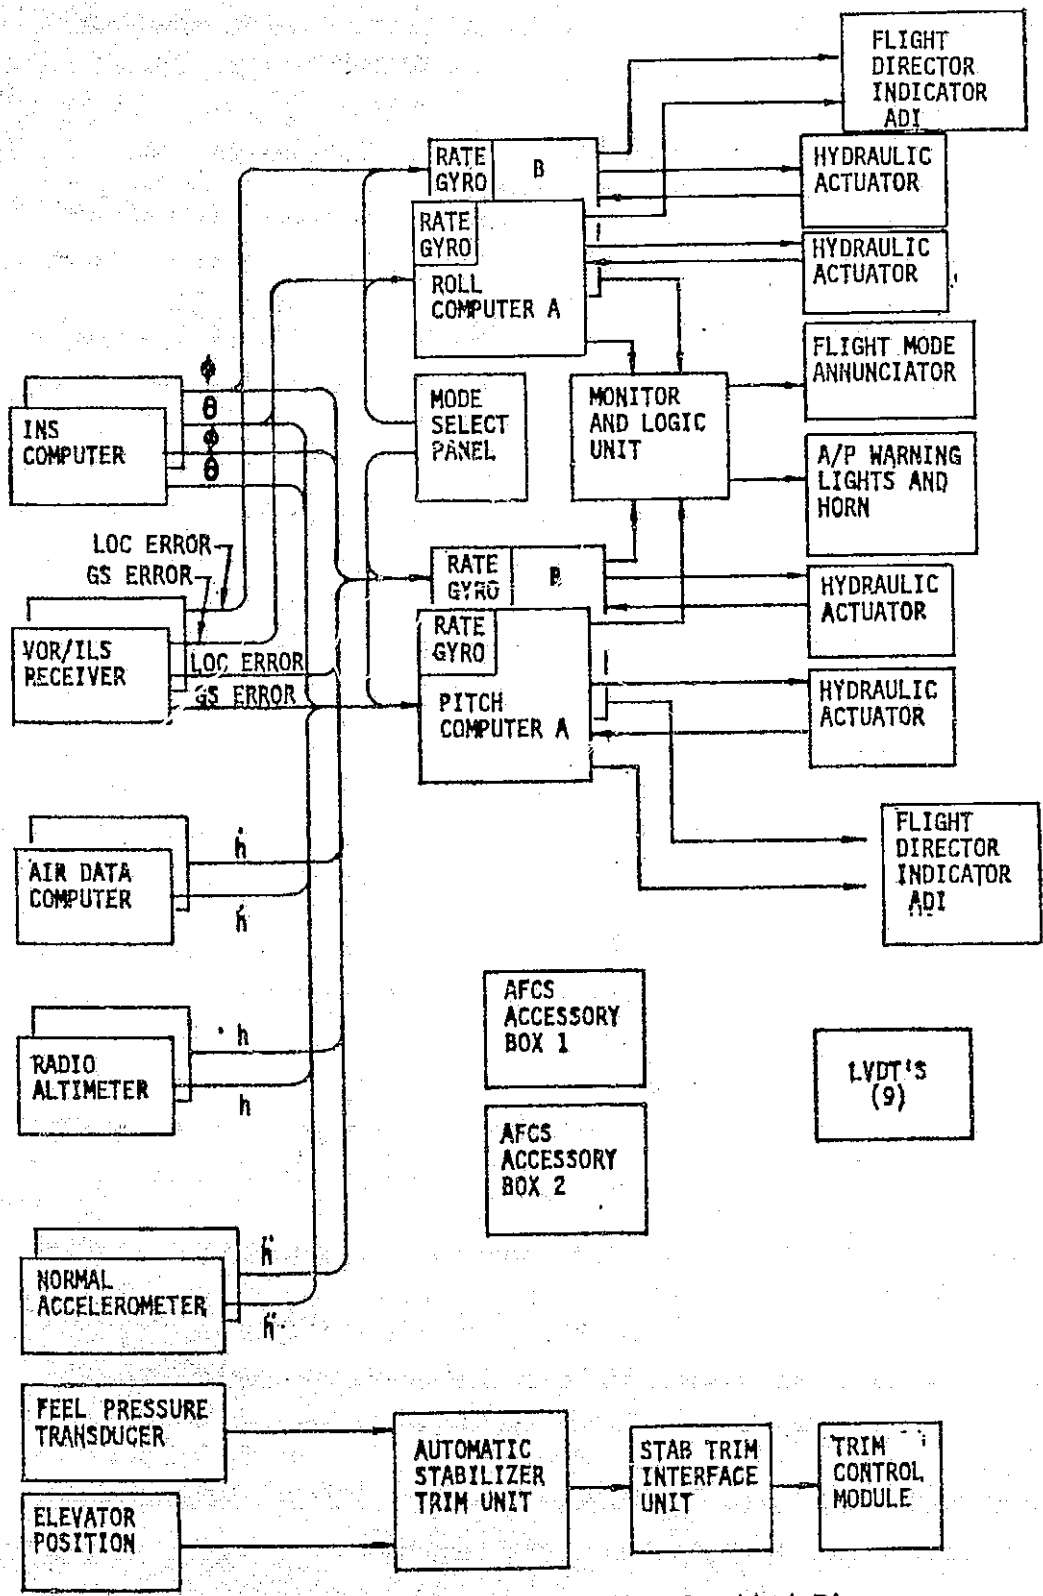 FLIGHT
DIRECTOR
INDICATOR
ADI
RATE
GYRO
B
HYDRAULIC
ACTUATOR
RATE
GYRO
ROLL
COMPUTER A
HYDRAULIC
ACTUATOR
FLIGHT MODE
ANNUNCIATOR
MODE
SELECT
PANEL
MONITOR
AND LOGIC
UNIT
A/P WARNING
LIGHTS AND
HORN
INS
COMPUTER
ϕ
θ
ϕ
θ
LOC ERROR
GS ERROR
VOR/ILS
RECEIVER
LOC ERROR
GS ERROR
RATE
GYRO
B
HYDRAULIC
ACTUATOR
RATE
GYRO
PITCH
COMPUTER A
HYDRAULIC
ACTUATOR
FLIGHT
DIRECTOR
INDICATOR
ADI
AIR DATA
COMPUTER
ḣ
ḣ
RADIO
ALTIMETER
h
h
AFCS
ACCESSORY
BOX 1
LVDT'S
(9)
AFCS
ACCESSORY
BOX 2
NORMAL
ACCELEROMETER
ḧ
ḧ
FEEL PRESSURE
TRANSDUCER
ELEVATOR
POSITION
AUTOMATIC
STABILIZER
TRIM UNIT
STAB TRIM
INTERFACE
UNIT
TRIM
CONTROL
MODULE